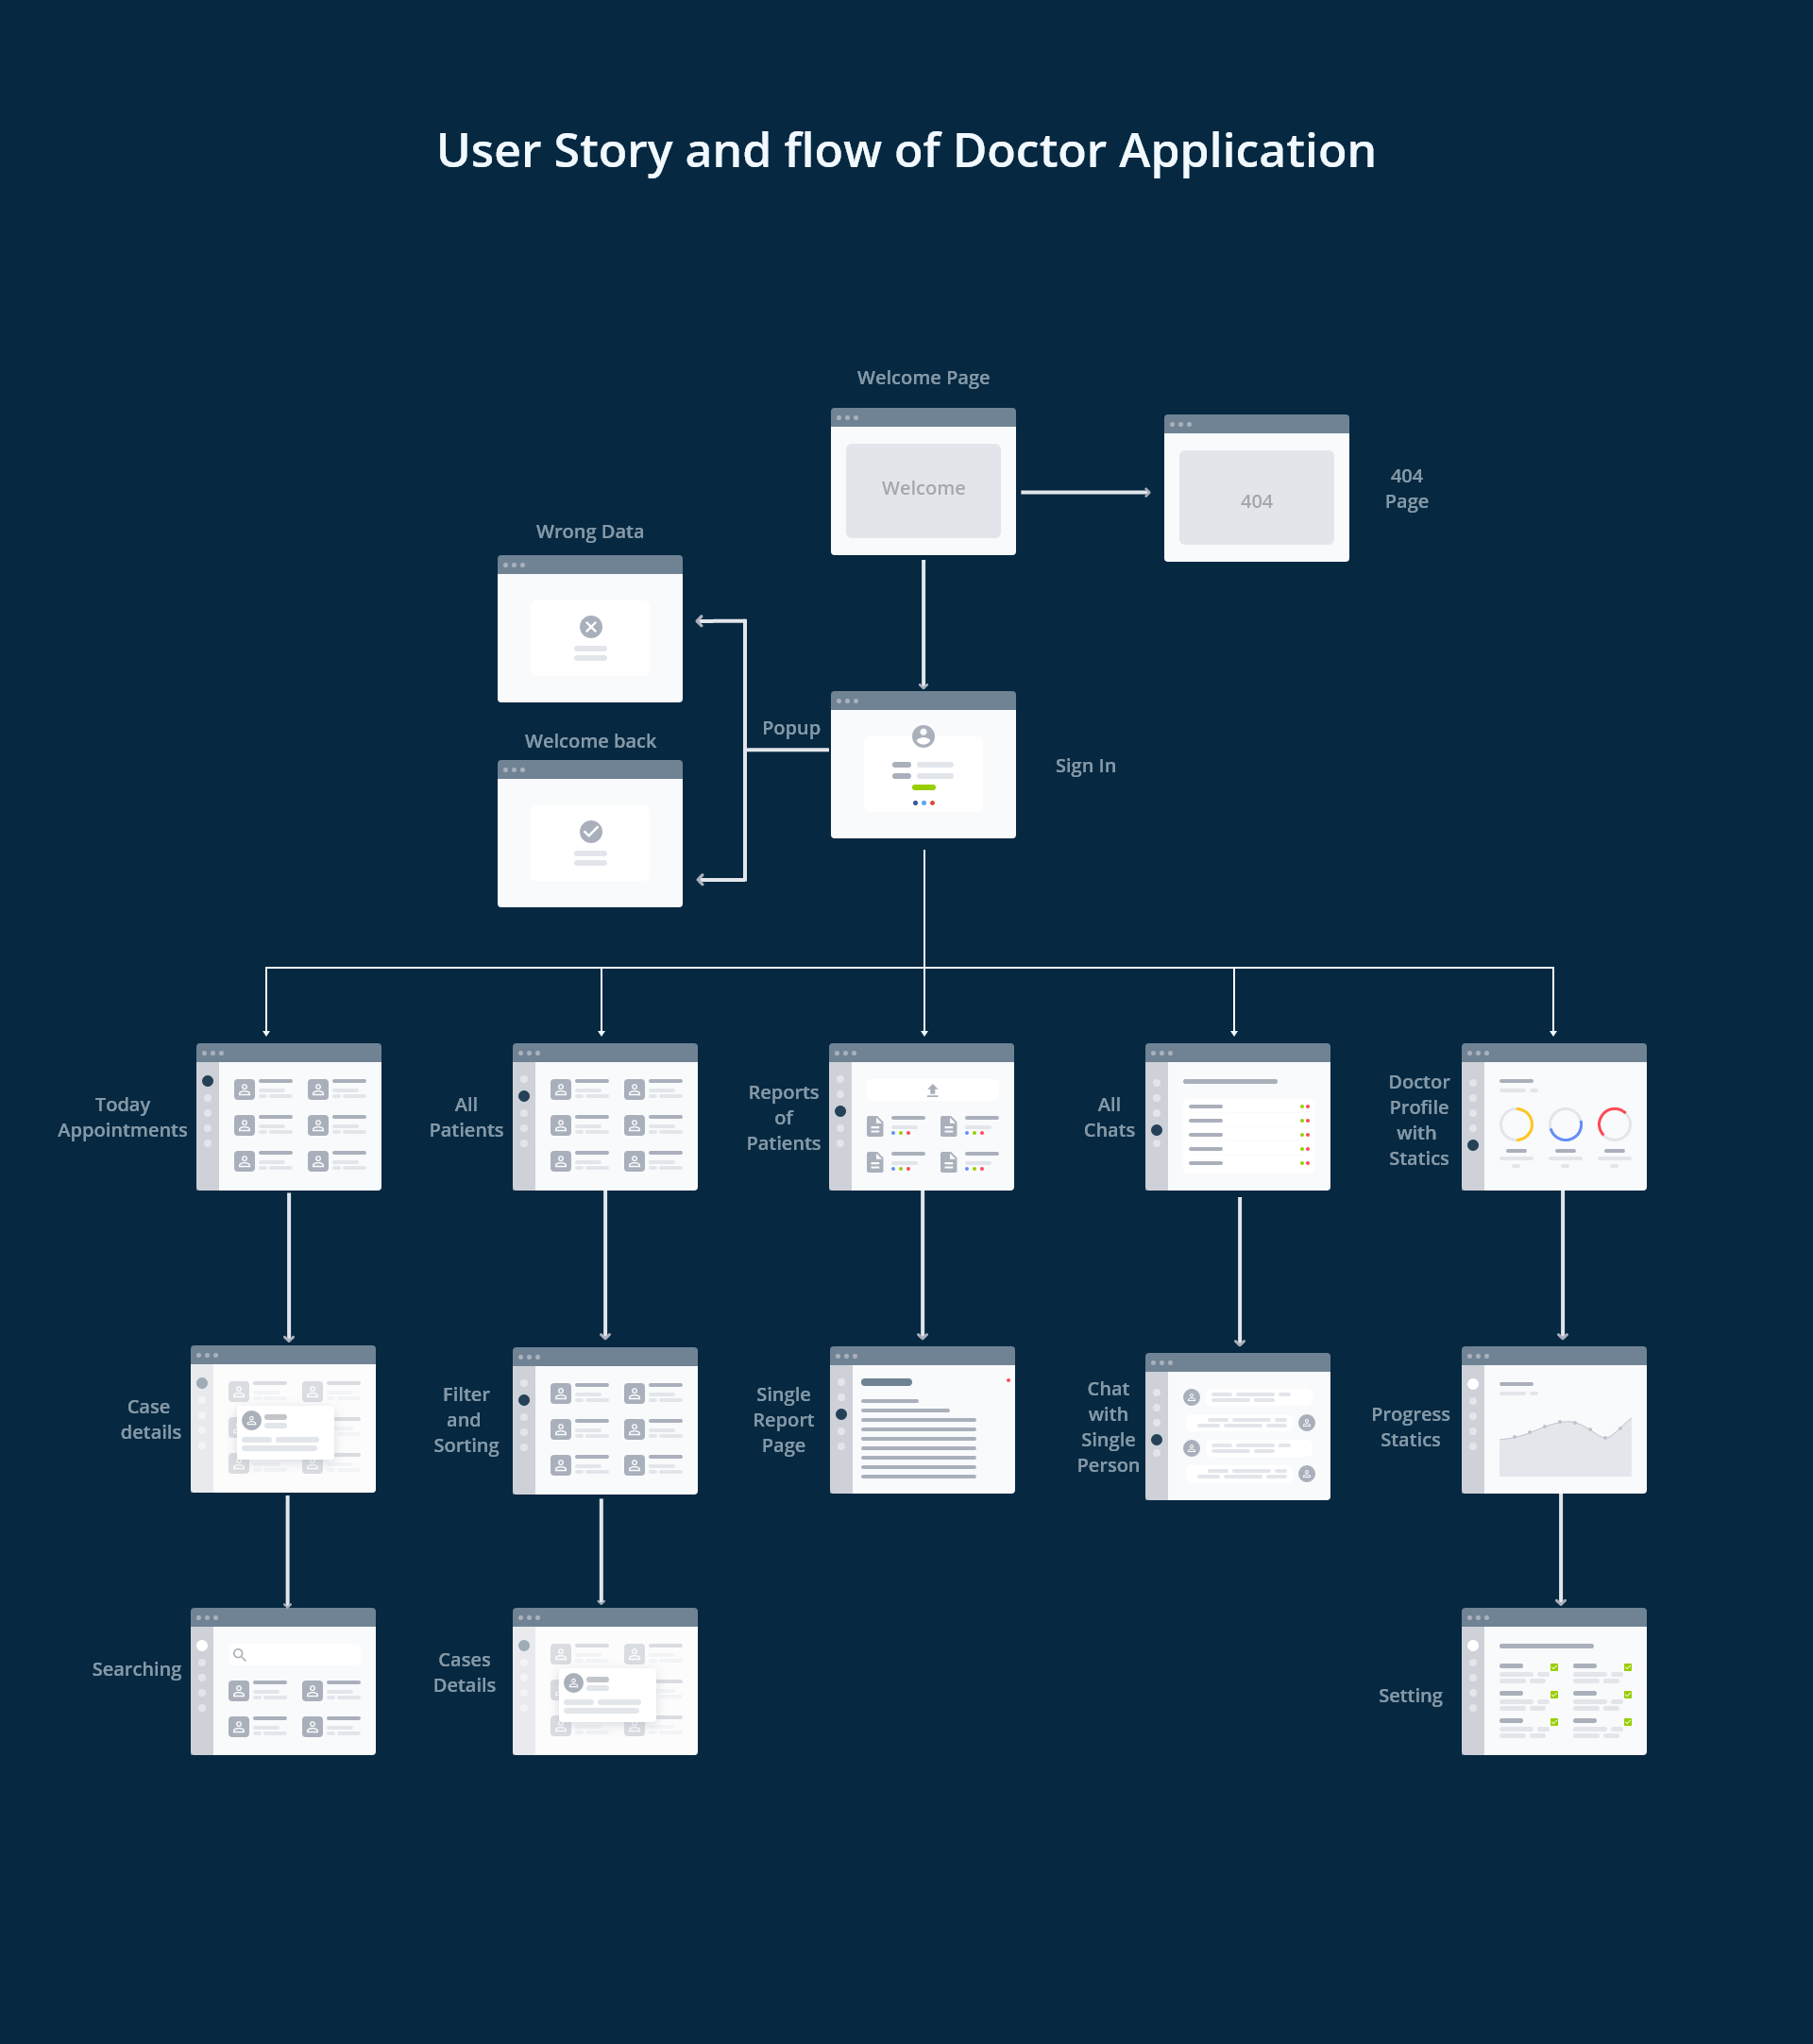 User Story and flow of Doctor Application
Welcome Page
Welcome
404
404
Page
Wrong Data
Popup
Welcome back
Sign In
Today
Appointments
All
Patients
Reports
of
Patients
All
Chats
Doctor
Profile
with
Statics
Case
details
Filter
and
Sorting
Single
Report
Page
Chat
with
Single
Person
Progress
Statics
Searching
Cases
Details
Setting